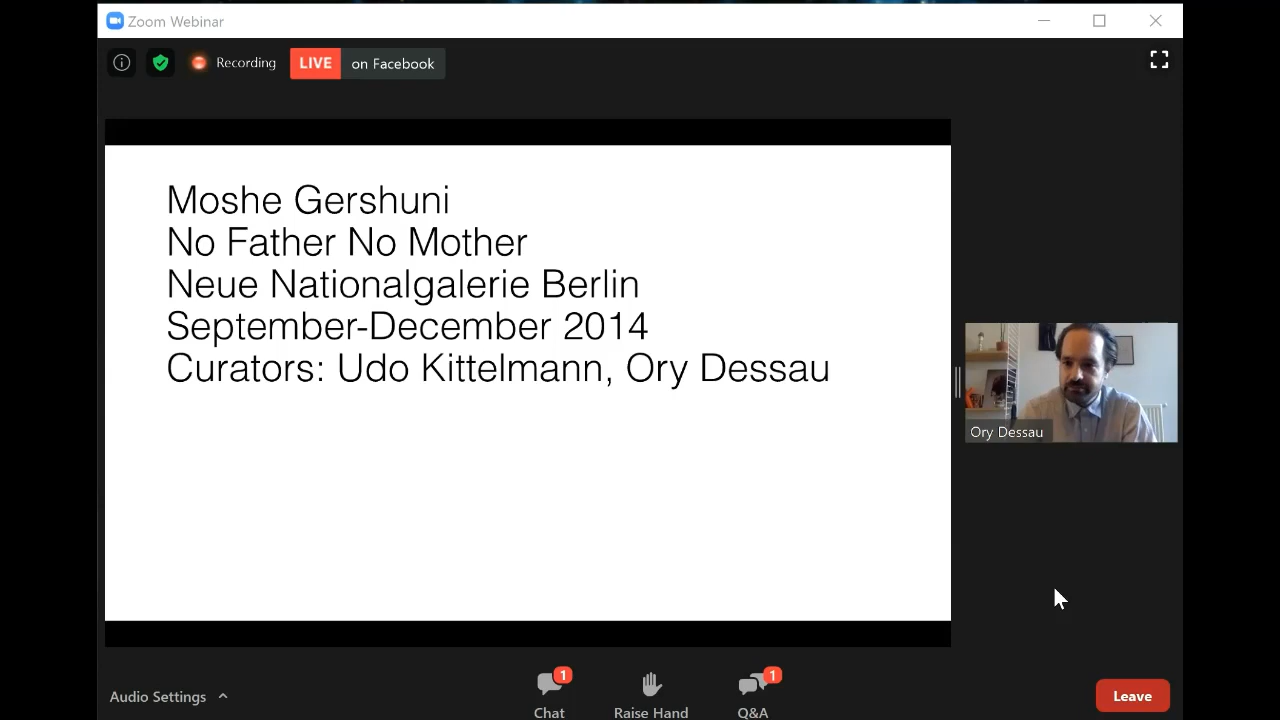 Zoom Webinar
Recording
LIVE on Facebook
Moshe Gershuni
No Father No Mother
Neue Nationalgalerie Berlin
September-December 2014
Curators: Udo Kittelmann, Ory Dessau
Ory Dessau
Audio Settings
1
Chat
Raise Hand
1
Q&A
Leave